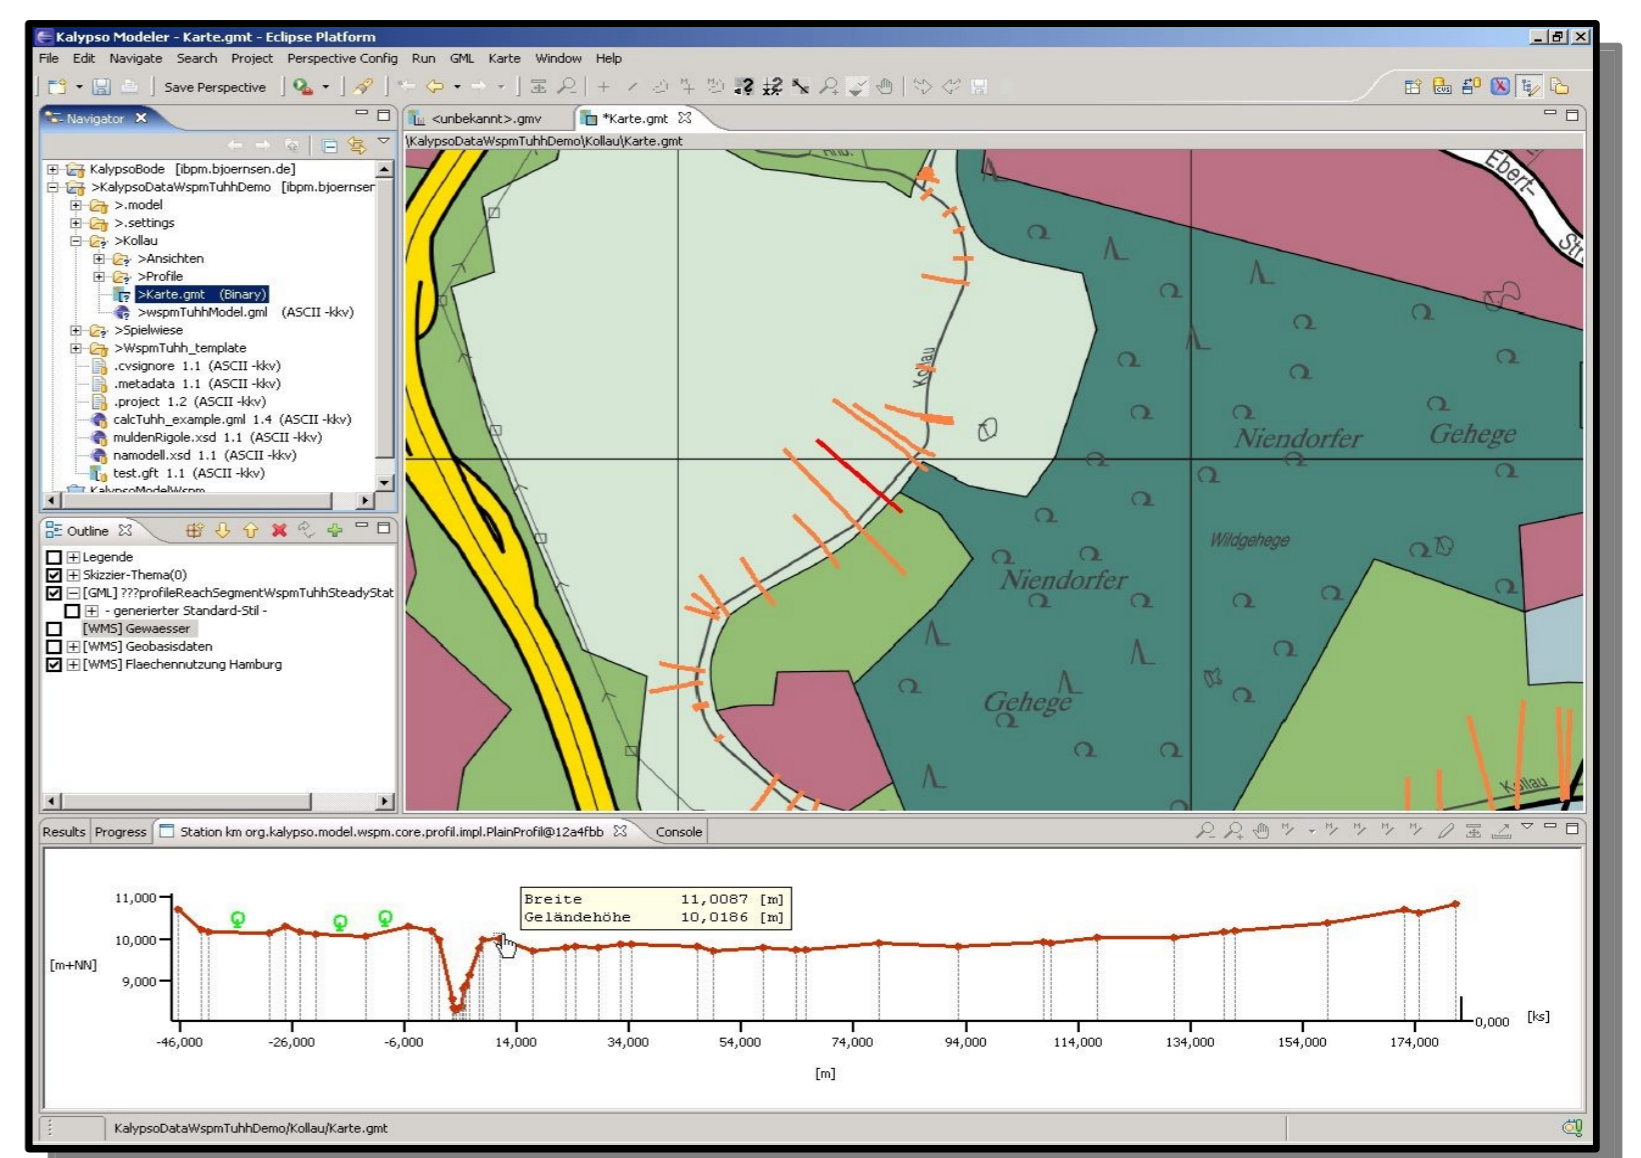 Kalypso Modeler - Karte.gmt - Eclipse Platform
File Edit Navigate Search Project Perspective Config Run GML Karte Window Help
Save Perspective
Navigator
<unbekannt>.gmv
*Karte.gmt
\KalypsoDataWspmTuhhDemo\Kollau\Karte.gmt
KalypsoBode [ibpm.bjoernsen.de]
>KalypsoDataWspmTuhhDemo [ibpm.bjoernser
>.model
>.settings
>Kollau
>Ansichten
>Profile
>Karte.gmt (Binary)
>wspmTuhhModel.gml (ASCII -kkv)
>Spielwiese
>WspmTuhh_template
.cvsignore 1.1 (ASCII -kkv)
.metadata 1.1 (ASCII -kkv)
.project 1.2 (ASCII -kkv)
calcTuhh_example.gml 1.4 (ASCII -kkv)
muldenRigole.xsd 1.1 (ASCII -kkv)
namodell.xsd 1.1 (ASCII -kkv)
test.gft 1.1 (ASCII -kkv)
KalypsoModelWspm
Outline
Legende
Skizzier-Thema(0)
[GML] ???profileReachSegmentWspmTuhhSteadyStat
- generierter Standard-Stil -
[WMS] Gewaesser
[WMS] Geobasisdaten
[WMS] Flaechennutzung Hamburg
Ebert-
Str
Kollau
Niendorfer Gehege
Wildgehege
Niendorfer
Gehege
Kollau
Results Progress Station km org.kalypso.model.wspm.core.profil.impl.PlainProfil@12a4fbb Console
Breite 11,0087 [m]
Geländehöhe 10,0186 [m]
11,000
10,000
[m+NN]
9,000
0,000 [ks]
-46,000 -26,000 -6,000 14,000 34,000 54,000 74,000 94,000 114,000 134,000 154,000 174,000
[m]
KalypsoDataWspmTuhhDemo/Kollau/Karte.gmt